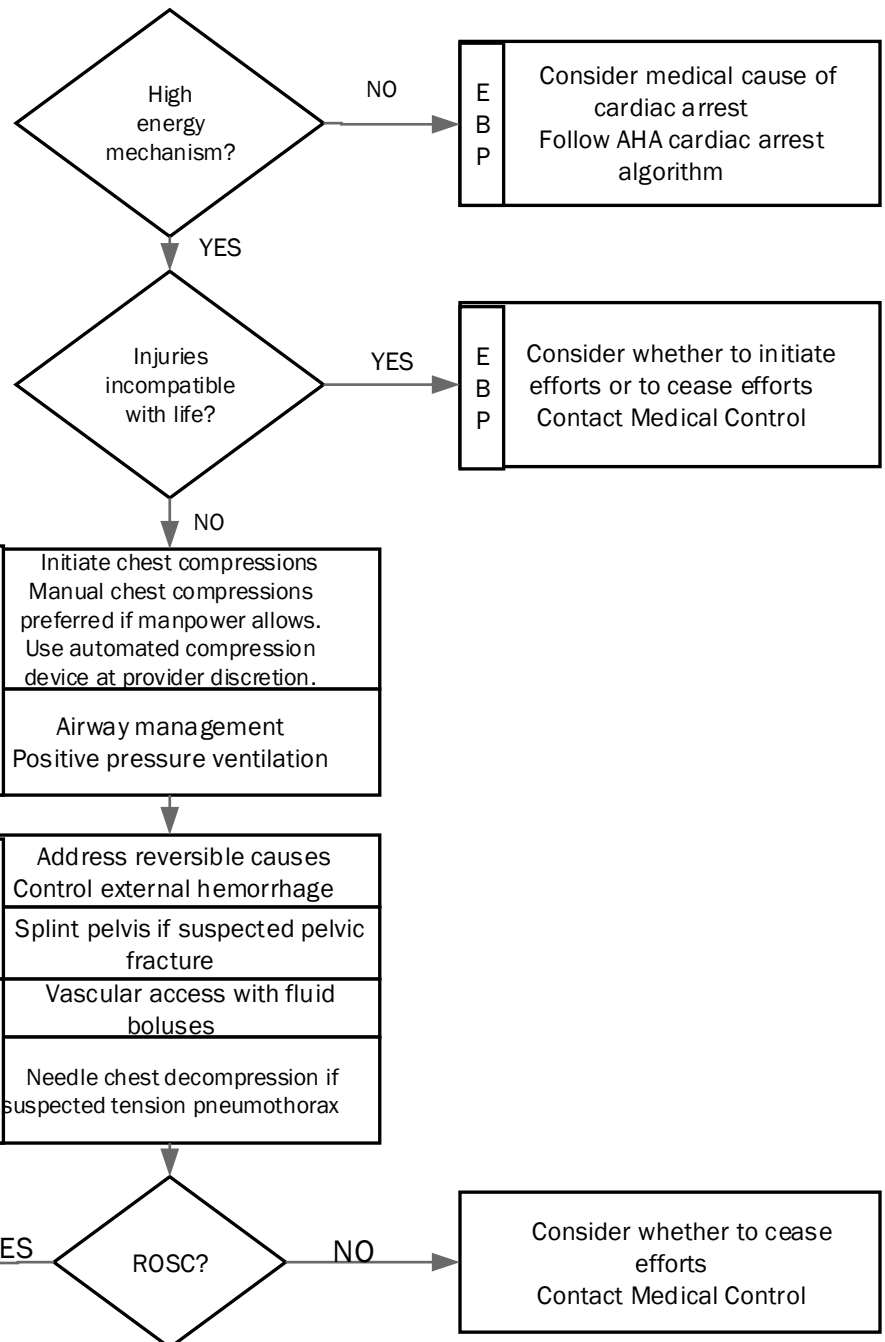 High
energy
mechanism?
NO
E
B
P
Consider medical cause of
cardiac arrest
Follow AHA cardiac arrest
algorithm
YES
Injuries
incompatible
with life?
YES
E
B
P
Consider whether to initiate
efforts or to cease efforts
Contact Medical Control
NO
Initiate chest compressions
Manual chest compressions
preferred if manpower allows.
Use automated compression
device at provider discretion.
Airway management
Positive pressure ventilation
Address reversible causes
Control external hemorrhage
Splint pelvis if suspected pelvic
fracture
Vascular access with fluid
boluses
Needle chest decompression if
suspected tension pneumothorax
ES
ROSC?
NO
Consider whether to cease
efforts
Contact Medical Control